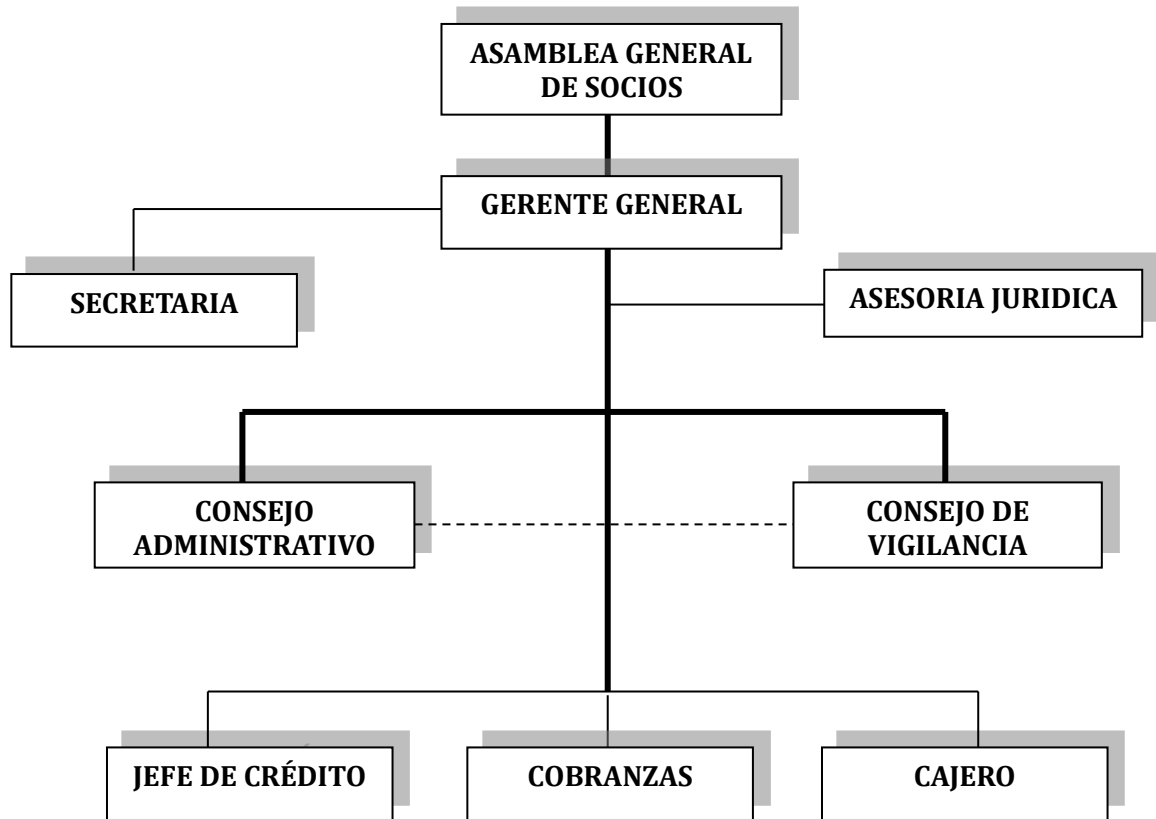 ASAMBLEA GENERAL
DE SOCIOS
GERENTE GENERAL
SECRETARIA
ASESORIA JURIDICA
CONSEJO
ADMINISTRATIVO
CONSEJO DE
VIGILANCIA
JEFE DE CRÉDITO
COBRANZAS
CAJERO